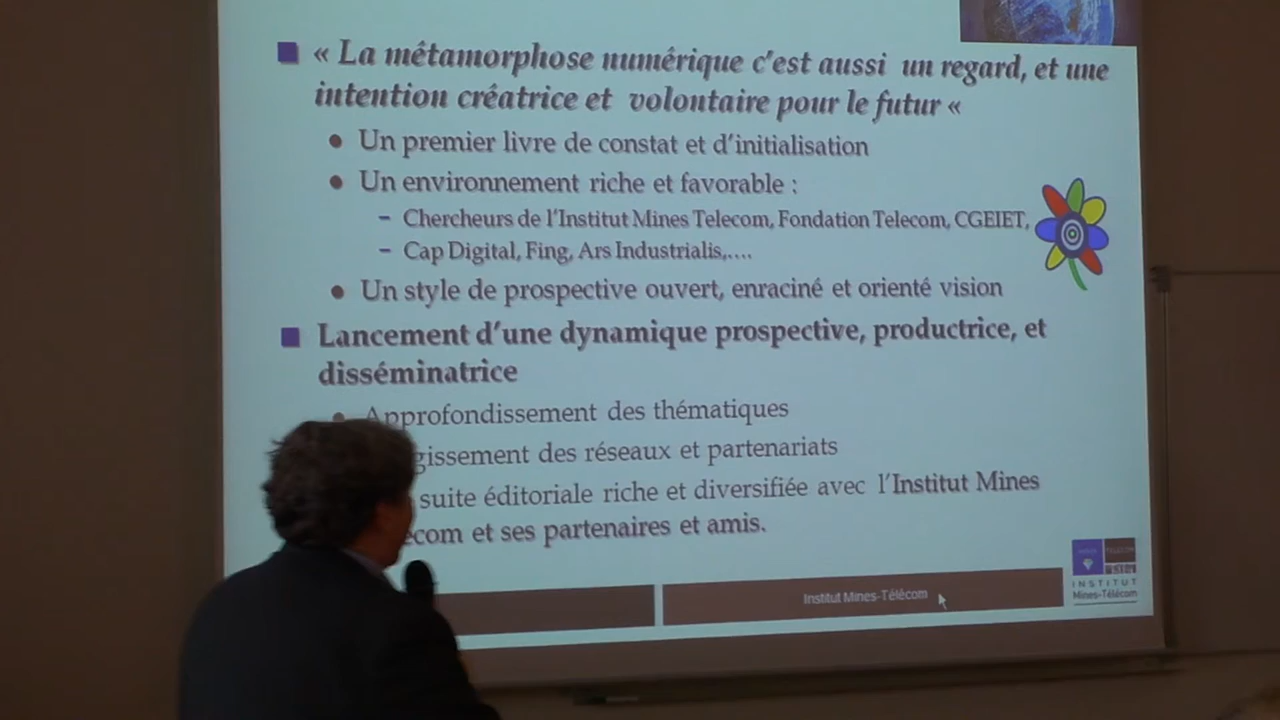 « La métamorphose numérique c'est aussi un regard, et une
intention créatrice et volontaire pour le futur «
Un premier livre de constat et d'initialisation
Un environnement riche et favorable :
– Chercheurs de l'Institut Mines Telecom, Fondation Telecom, CGEIET,
– Cap Digital, Fing, Ars Industrialis,....
Un style de prospective ouvert, enraciné et orienté vision
Lancement d'une dynamique prospective, productrice, et
disséminatrice
Approfondissement des thématiques
des réseaux et partenariats
suite éditoriale riche et diversifiée avec l'Institut Mines
et ses partenaires et amis.
Institut Mines-Télécom
INSTITUT
Mines-Télécom